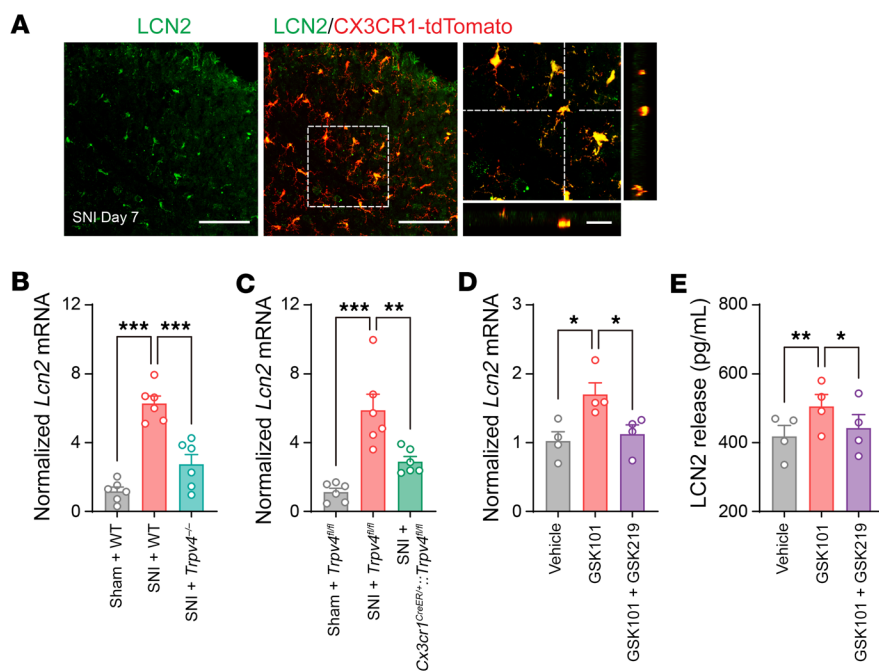 A
LCN2
LCN2/CX3CR1-tdTomato
SNI Day 7
B
Normalized Lcn2 mRNA
12
8
4
0
***
***
Sham + WT
SNI + WT
SNI + Trpv4–/–
C
Normalized Lcn2 mRNA
12
8
4
0
***
**
Sham + Trpv4fl/fl
SNI + Trpv4fl/fl
SNI +
Cx3cr1CreER/+::Trpv4fl/fl
D
Normalized Lcn2 mRNA
3
2
1
0
*
*
Vehicle
GSK101
GSK101 + GSK219
E
LCN2 release (pg/mL)
800
600
400
200
**
*
Vehicle
GSK101
GSK101 + GSK219